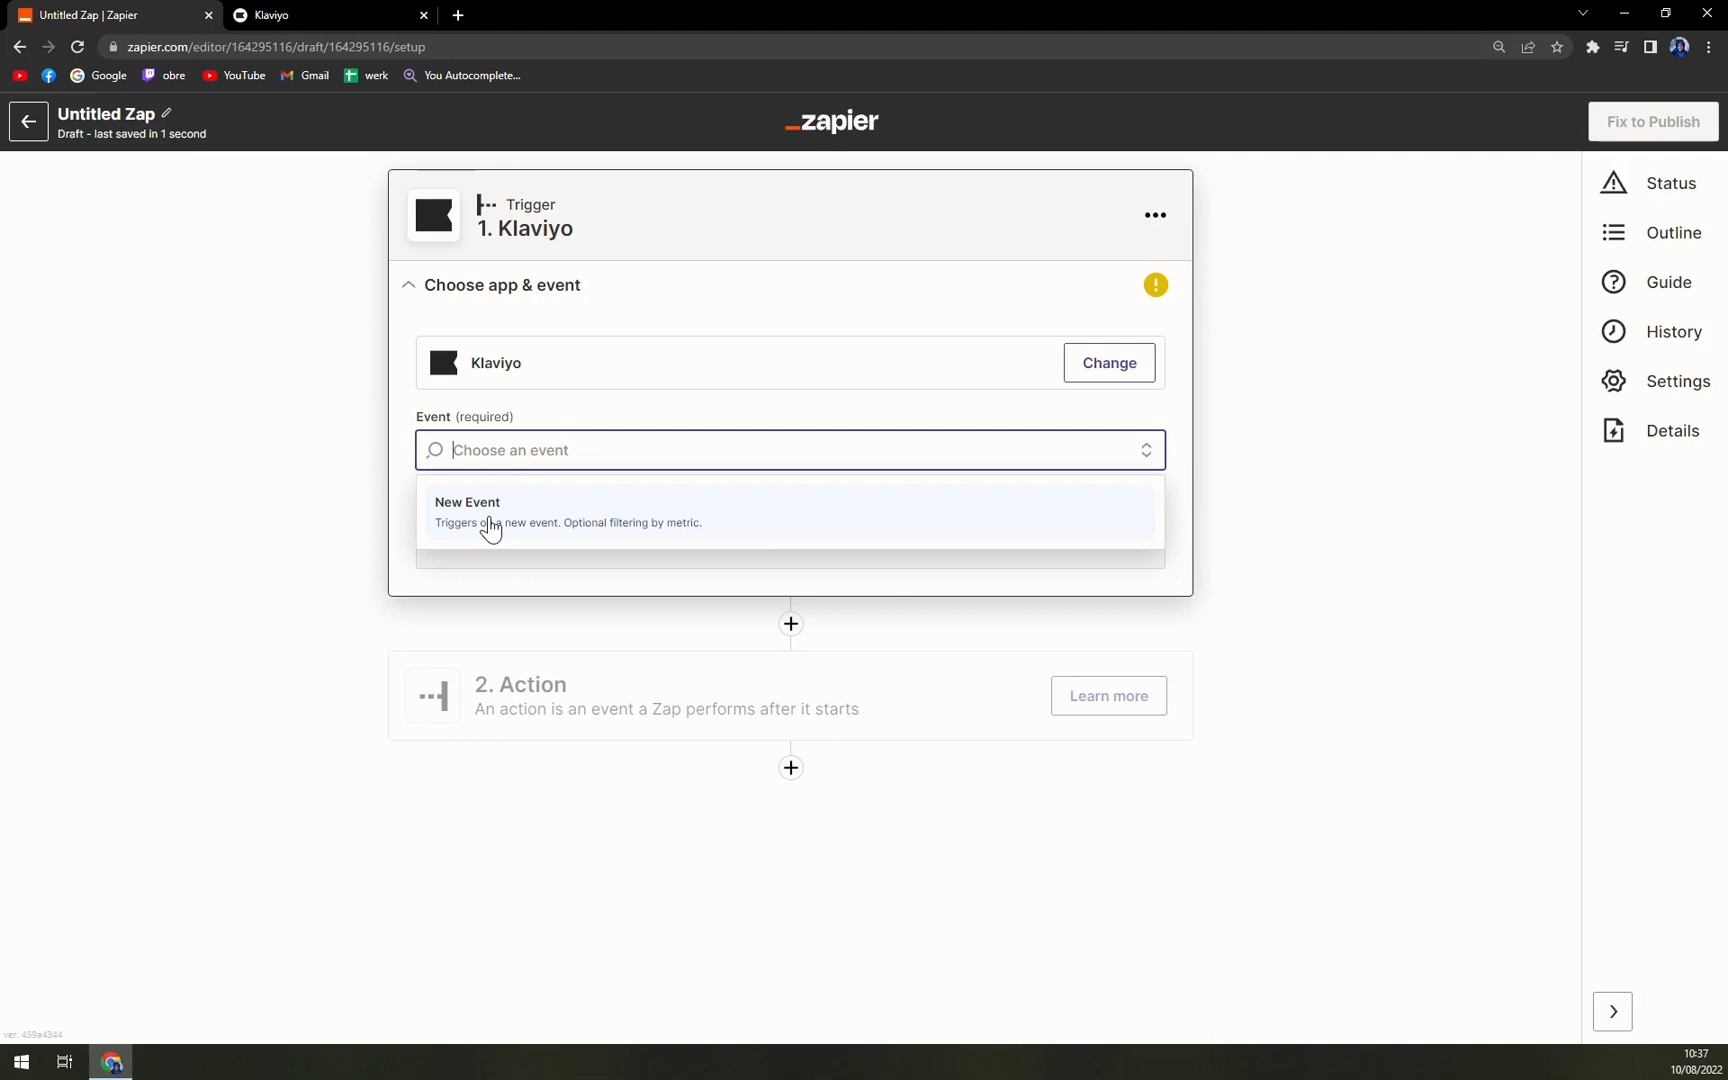 Untitled Zap | Zapier
Klaviyo
zapier.com/editor/164295116/draft/164295116/setup
Google
obre
YouTube
Gmail
werk
You Autocomplete...
Untitled Zap
Draft - last saved in 1 second
_zapier
Fix to Publish
Trigger
1. Klaviyo
Choose app & event
Klaviyo
Change
Event (required)
Choose an event
New Event
Triggers new event. Optional filtering by metric.
2. Action
An action is an event a Zap performs after it starts
Learn more
Status
Outline
Guide
History
Settings
Details
ver. 459a4344
10:37
10/08/2022